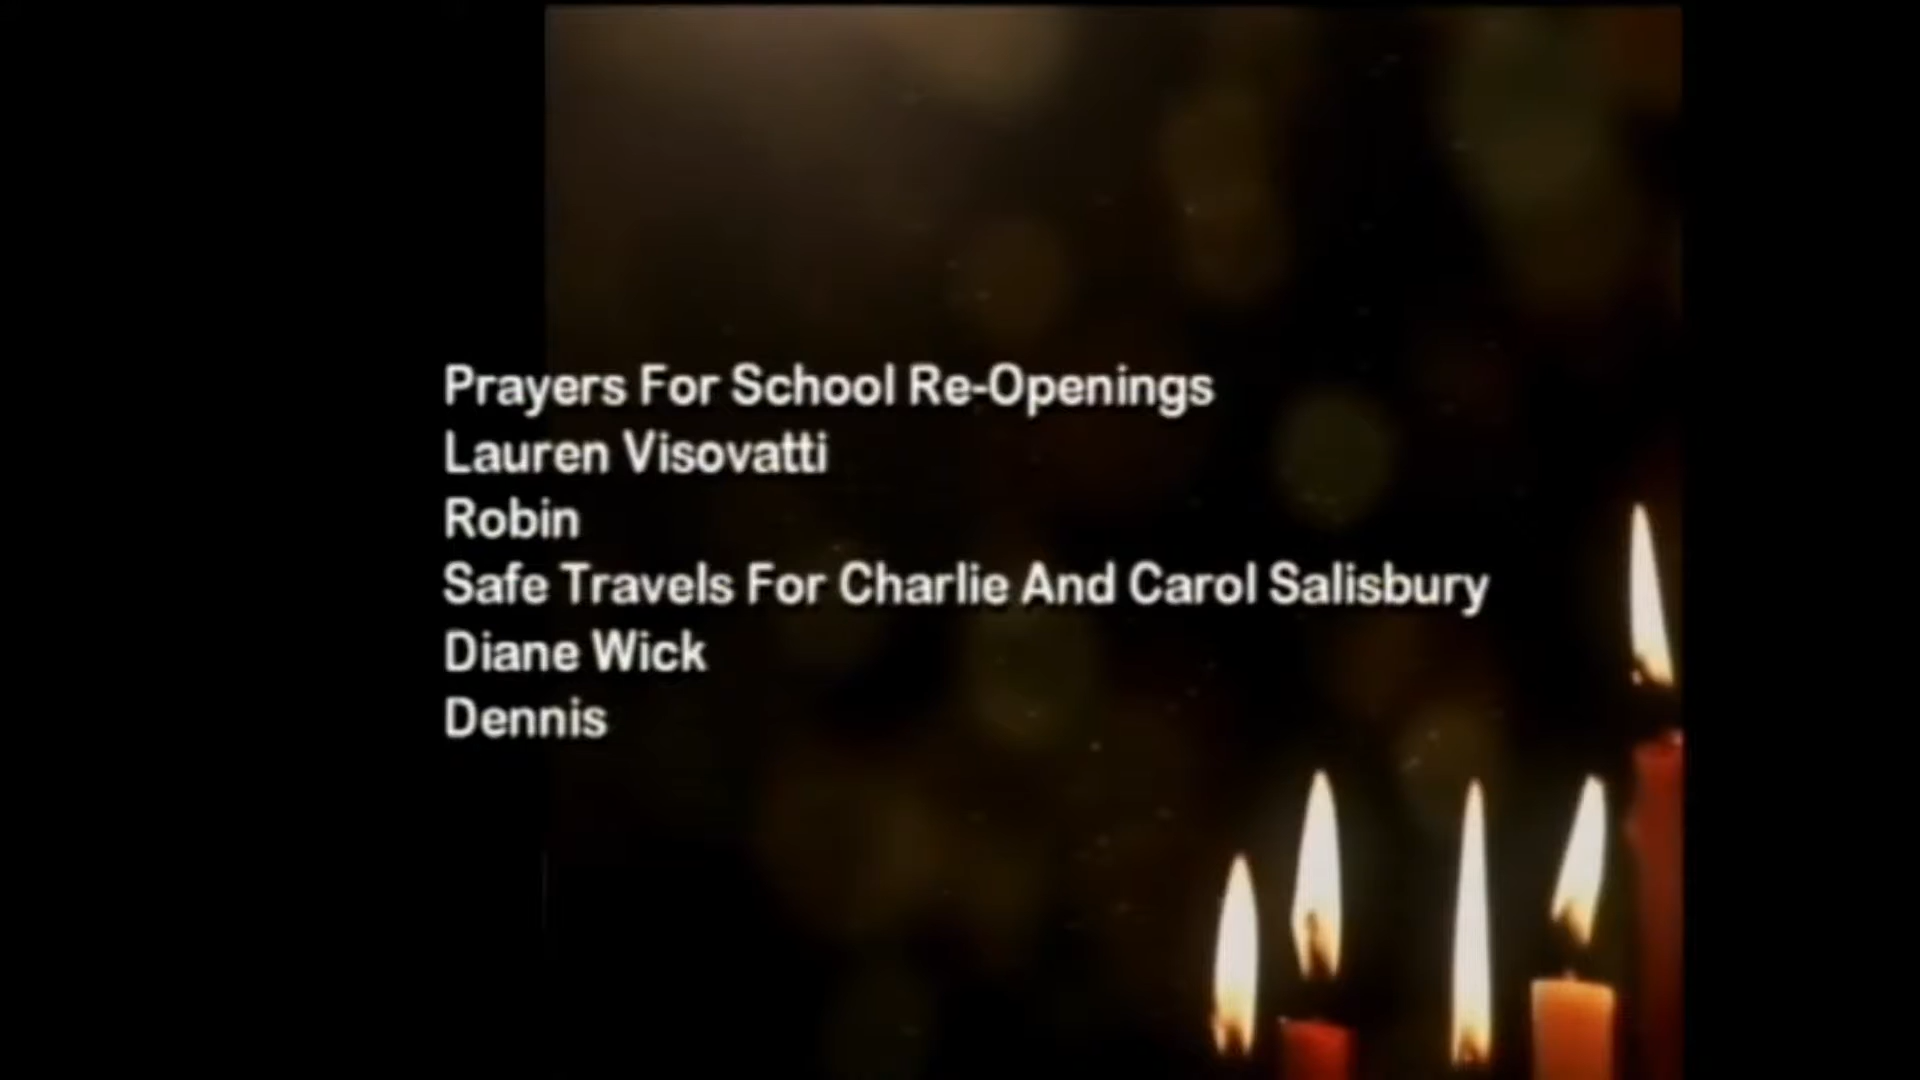 Prayers For School Re-Openings
Lauren Visovatti
Robin
Safe Travels For Charlie And Carol Salisbury
Diane Wick
Dennis